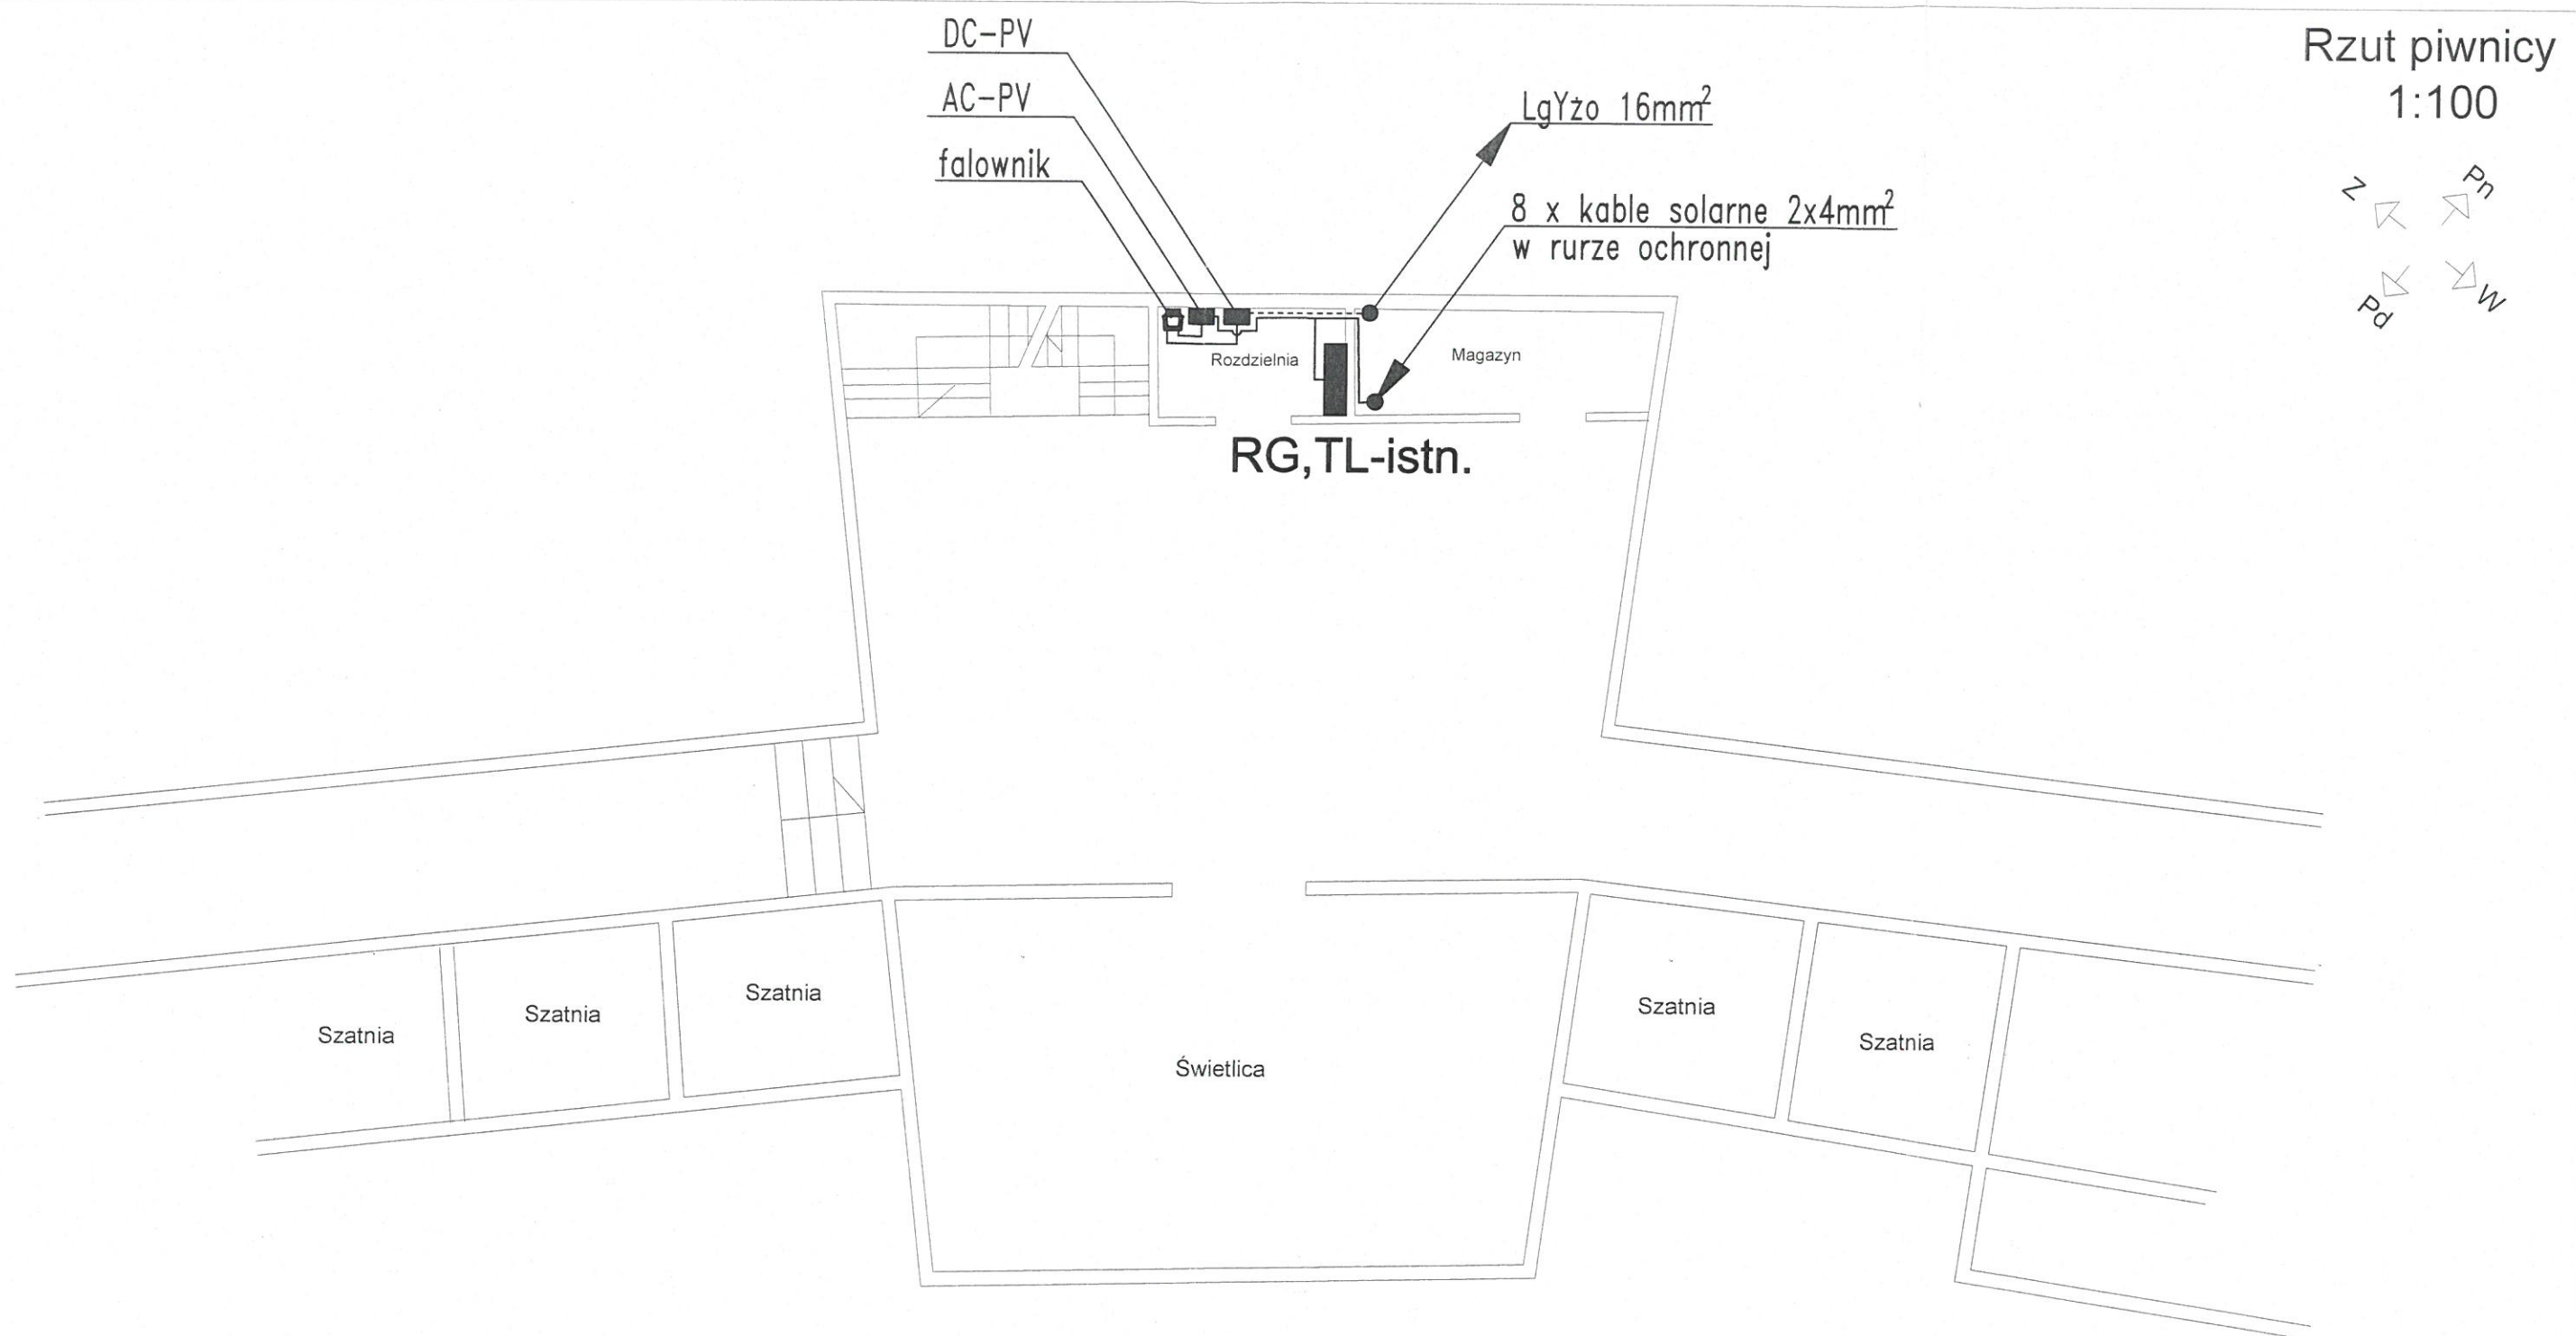 DC-PV
AC-PV
falownik
LgYżo 16mm²
8 x kable solarne 2x4mm²
w rurze ochronnej
Rzut piwnicy
1:100
Z
Pn
Pd
W
Rozdzielnia
Magazyn
RG,TL-istn.
Szatnia
Szatnia
Szatnia
Świetlica
Szatnia
Szatnia